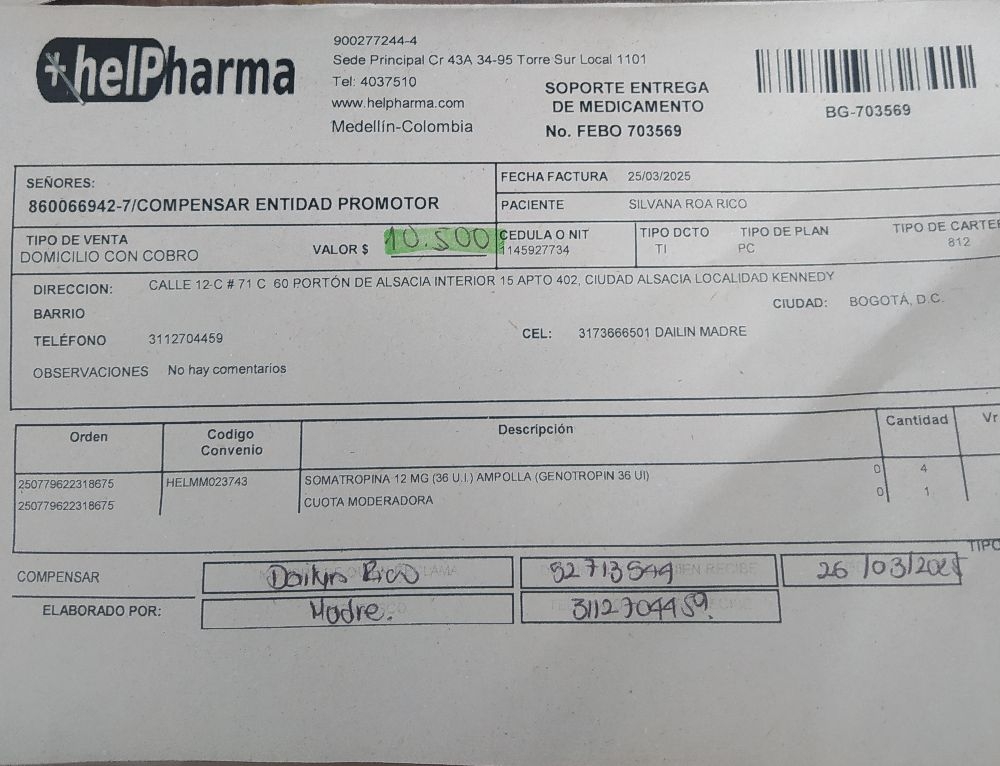 +helPharma
900277244-4
Sede Principal Cr 43A 34-95 Torre Sur Local 1101
Tel: 4037510
www.helpharma.com
Medellín-Colombia
SOPORTE ENTREGA
DE MEDICAMENTO
No. FEBO 703569
BG-703569
SEÑORES:
860066942-7/COMPENSAR ENTIDAD PROMOTOR
FECHA FACTURA 25/03/2025
PACIENTE SILVANA ROA RICO
TIPO DE VENTA
DOMICILIO CON COBRO
VALOR $ 10.500
CEDULA O NIT
1145927734
TIPO DCTO
TI
TIPO DE PLAN
PC
TIPO DE CARTER
812
DIRECCION: CALLE 12-C # 71 C 60 PORTÓN DE ALSACIA INTERIOR 15 APTO 402, CIUDAD ALSACIA LOCALIDAD KENNEDY
BARRIO
CIUDAD: BOGOTÁ, D.C.
TELÉFONO 3112704459
CEL: 3173666501 DAILIN MADRE
OBSERVACIONES No hay comentarios
Orden Codigo Convenio Descripción Cantidad Vr
250779622318675 HELMM023743 SOMATROPINA 12 MG (36 U.I.) AMPOLLA (GENOTROPIN 36 UI) 0 4
250779622318675 CUOTA MODERADORA 0 1
TIPO
COMPENSAR
Dailyn Rico 52713544 26/03/2025
ELABORADO POR:
Madre. 3112704459.